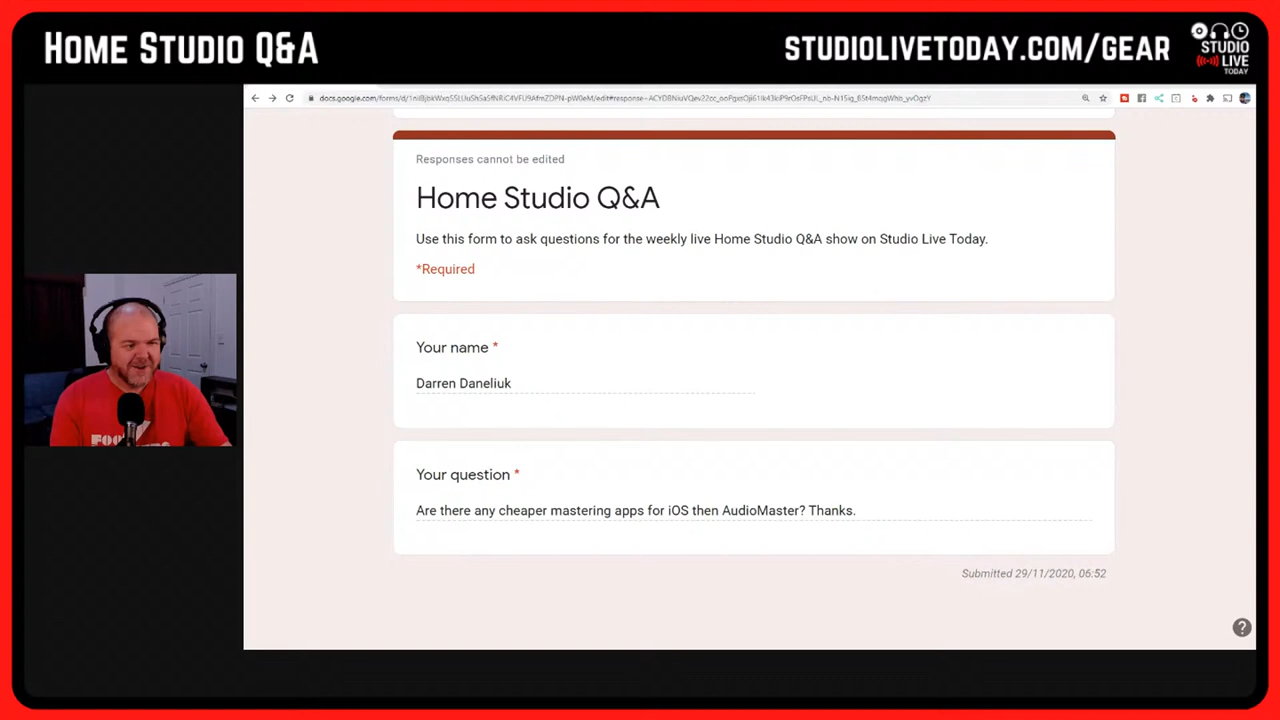 HOME STUDIO Q&A
STUDIOLIVETODAY.COM/GEAR
STUDIO
LIVE
TODAY
Responses cannot be edited
Home Studio Q&A
Use this form to ask questions for the weekly live Home Studio Q&A show on Studio Live Today.
*Required
Your name *
Darren Daneliuk
Your question *
Are there any cheaper mastering apps for iOS then AudioMaster? Thanks.
Submitted 29/11/2020, 06:52